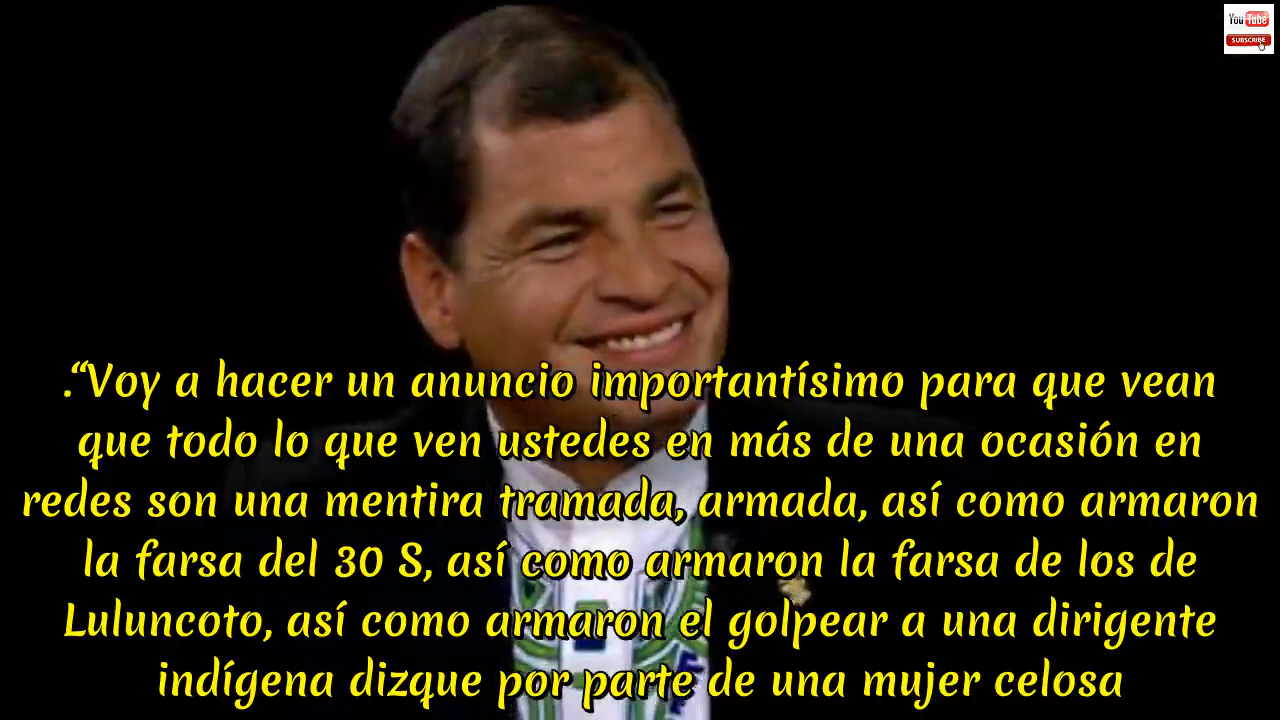 You Tube
SUBSCRIBE
.“Voy a hacer un anuncio importantísimo para que vean
que todo lo que ven ustedes en más de una ocasión en
redes son una mentira tramada, armada, así como armaron
la farsa del 30 S, así como armaron la farsa de los de
Luluncoto, así como armaron el golpear a una dirigente
indígena dizque por parte de una mujer celosa